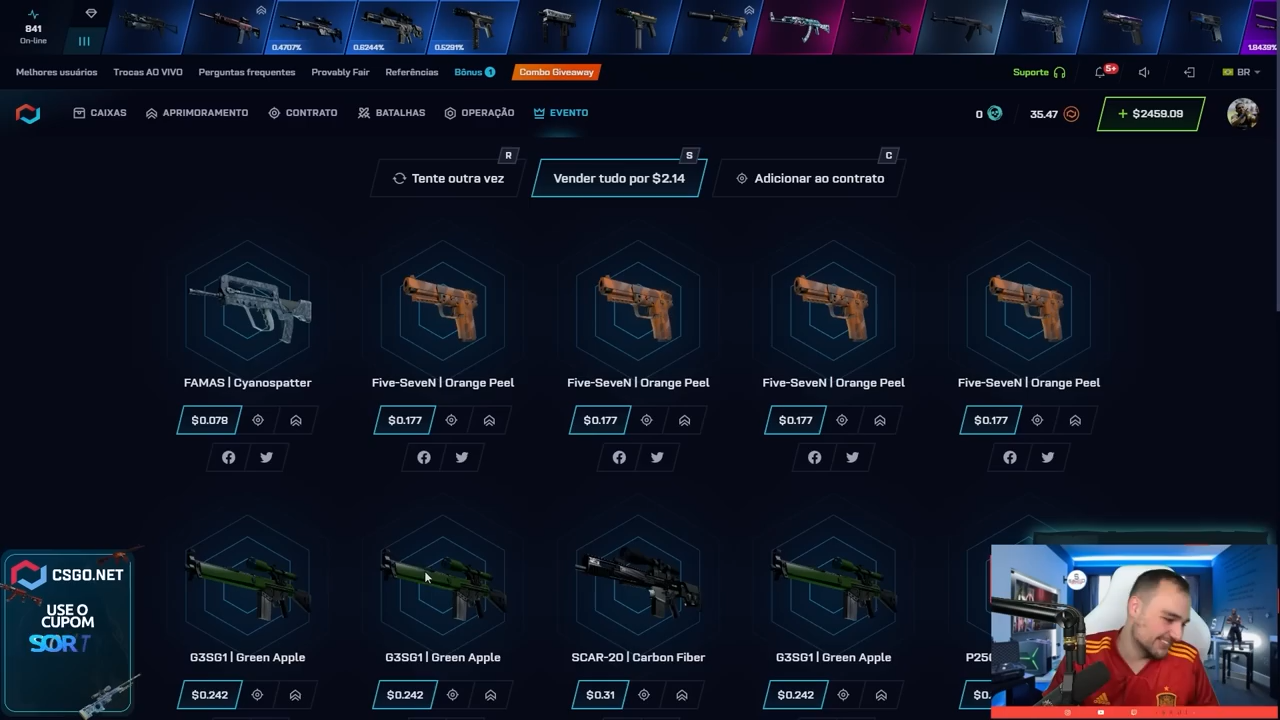 841
On-line
0.4707%
0.6244%
0.5291%
1.8439%
Melhores usuários
Trocas AO VIVO
Perguntas frequentes
Provably Fair
Referências
Bônus 1
Combo Giveaway
Suporte
5+
BR
CAIXAS
APRIMORAMENTO
CONTRATO
BATALHAS
OPERAÇÃO
EVENTO
0
35.47
+ $2459.09
R
S
C
Tente outra vez
Vender tudo por $2.14
Adicionar ao contrato
FAMAS | Cyanospatter
Five-SeveN | Orange Peel
Five-SeveN | Orange Peel
Five-SeveN | Orange Peel
Five-SeveN | Orange Peel
$0.078
$0.177
$0.177
$0.177
$0.177
CSGO.NET
USE O
CUPOM
SORT
G3SG1 | Green Apple
G3SG1 | Green Apple
SCAR-20 | Carbon Fiber
G3SG1 | Green Apple
$0.242
$0.242
$0.31
$0.242